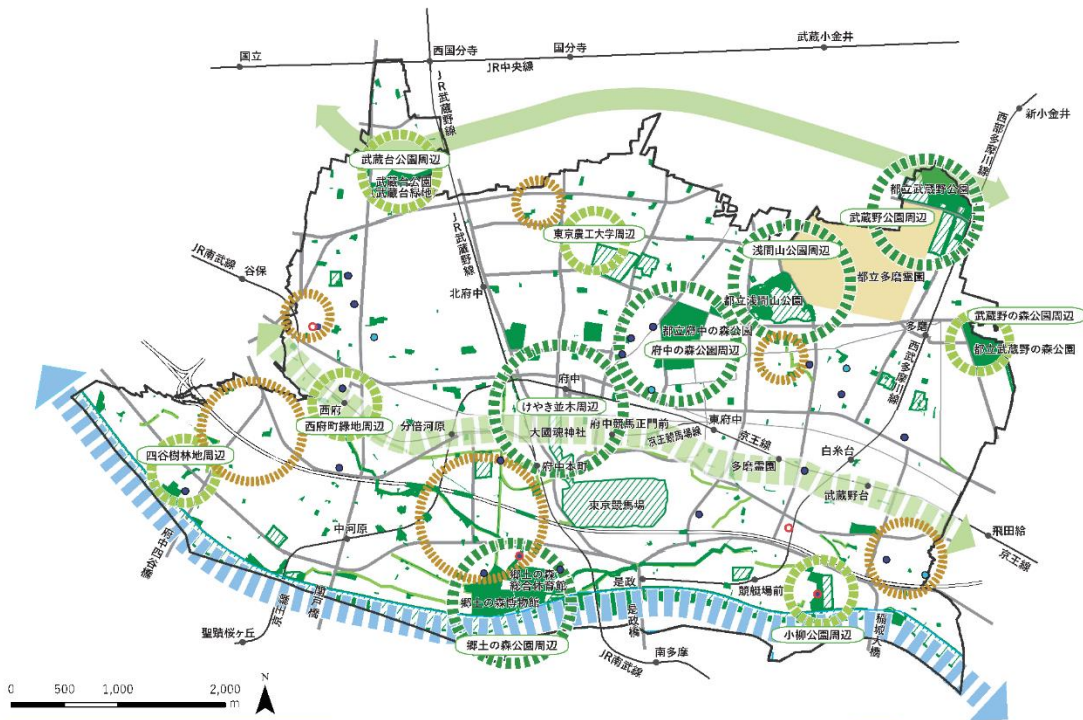 武蔵小金井
国分寺
西国分寺
国立
JR中央線
JR武蔵野線
新小金井
西部多摩川線
武蔵台公園周辺
武蔵台公園
武蔵台緑地
都立武蔵野公園
武蔵野公園周辺
東京農工大学周辺
浅間山公園周辺
JR武蔵野線
JR南武線
谷保
都立多磨霊園
北府中
都立浅間山公園
武蔵野の森公園周辺
都立府中の森公園
多磨
府中の森公園周辺
西武多摩川線
都立武蔵野の森公園
府中
西府
けやき並木周辺
西府町緑地周辺
分倍河原
大國魂神社
府中競馬正門前
東府中
京王競馬場線
京王線
四谷樹林地周辺
府中本町
多磨霊園
白糸台
武蔵野台
東京競馬場
中河原
飛田給
京王線
府中四谷橋
郷土の森
総合体育館
是政
競艇場前
郷土の森博物館
関戸橋
京王線
是政橋
小柳公園周辺
稲城大橋
聖蹟桜ヶ丘
郷土の森公園周辺
JR南武線
南多摩
0 500 1,000 2,000
m
N